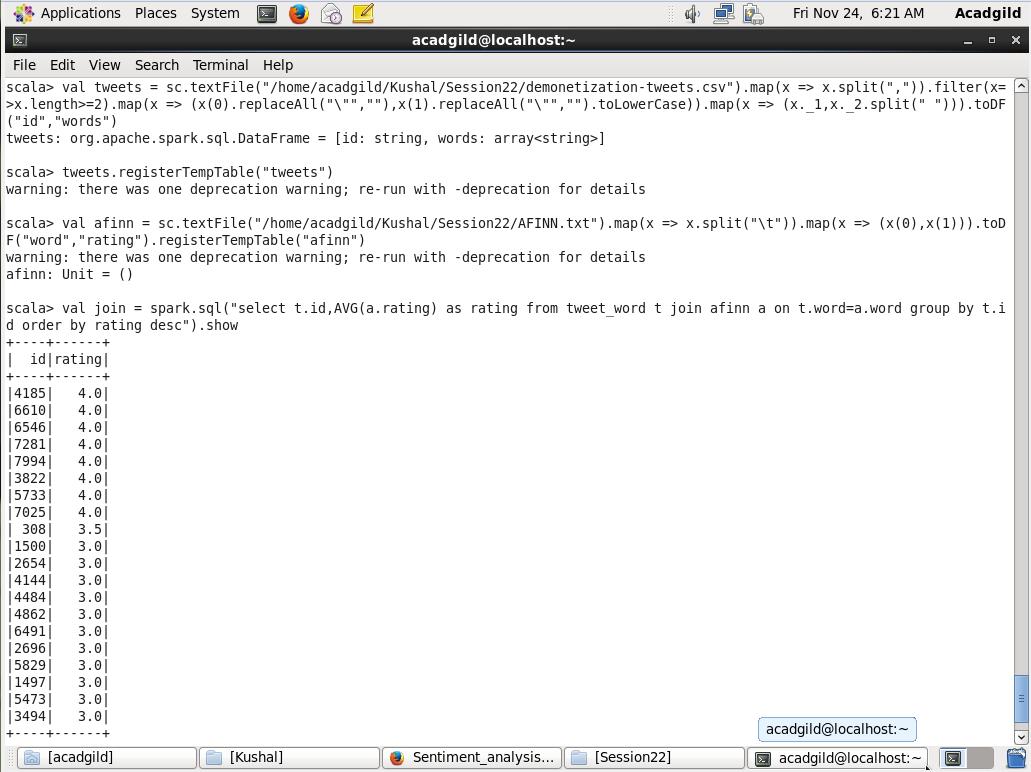 Applications Places System Fri Nov 24, 6:21 AM Acadgild
acadgild@localhost:~
File Edit View Search Terminal Help
scala> val tweets = sc.textFile("/home/acadgild/Kushal/Session22/demonetization-tweets.csv").map(x => x.split(",")).filter(x=
>x.length>=2).map(x => (x(0).replaceAll("\"",""),x(1).replaceAll("\"","").toLowerCase)).map(x => (x._1,x._2.split(" "))).toDF
("id","words")
tweets: org.apache.spark.sql.DataFrame = [id: string, words: array<string>]
scala> tweets.registerTempTable("tweets")
warning: there was one deprecation warning; re-run with -deprecation for details
scala> val afinn = sc.textFile("/home/acadgild/Kushal/Session22/AFINN.txt").map(x => x.split("\t")).map(x => (x(0),x(1))).toD
F("word","rating").registerTempTable("afinn")
warning: there was one deprecation warning; re-run with -deprecation for details
afinn: Unit = ()
scala> val join = spark.sql("select t.id,AVG(a.rating) as rating from tweet_word t join afinn a on t.word=a.word group by t.i
d order by rating desc").show
+----+------+
|  id|rating|
+----+------+
|4185|   4.0|
|6610|   4.0|
|6546|   4.0|
|7281|   4.0|
|7994|   4.0|
|3822|   4.0|
|5733|   4.0|
|7025|   4.0|
| 308|   3.5|
|1500|   3.0|
|2654|   3.0|
|4144|   3.0|
|4484|   3.0|
|4862|   3.0|
|6491|   3.0|
|2696|   3.0|
|5829|   3.0|
|1497|   3.0|
|5473|   3.0|
|3494|   3.0|
+----+------+
acadgild@localhost:~
[acadgild] [Kushal] Sentiment_analysis... [Session22] acadgild@localhost:~